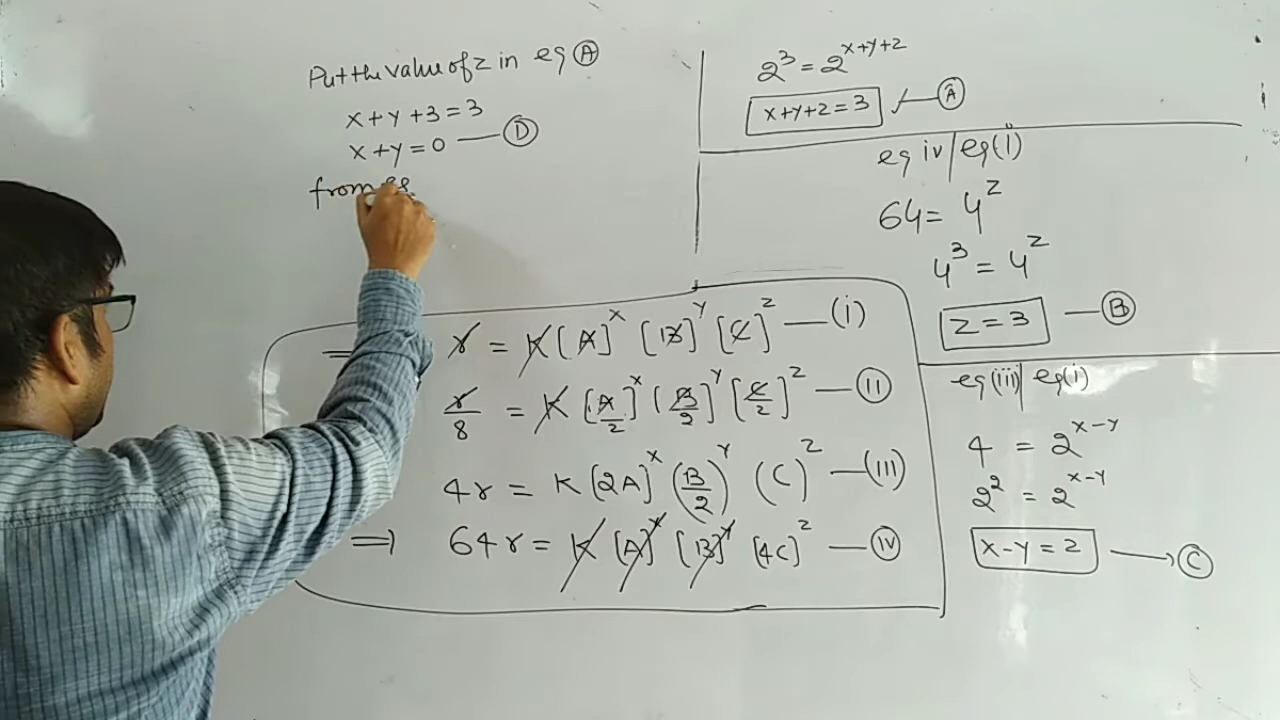 Put the value of z in eq Ⓐ
x + y + 3 = 3
x + y = 0 — Ⓓ
from eq
2³ = 2^(x+y+z)
x+y+z = 3 — Ⓐ
eq iv / eq(i)
64 = 4^z
4³ = 4^z
z = 3 — Ⓑ
eq(iii) / eq(i)
4 = 2^(x-y)
2² = 2^(x-y)
x - y = 2 → Ⓒ
⇒ r = K [A]^x [B]^y [C]^z — (i)
r/8 = K [A/2]^x [B/2]^y [C/2]^z — (II)
4r = K (2A)^x (B/2)^y (C)^z — (III)
⇒ 64r = K [A]^x [B]^y [4C]^z — (IV)